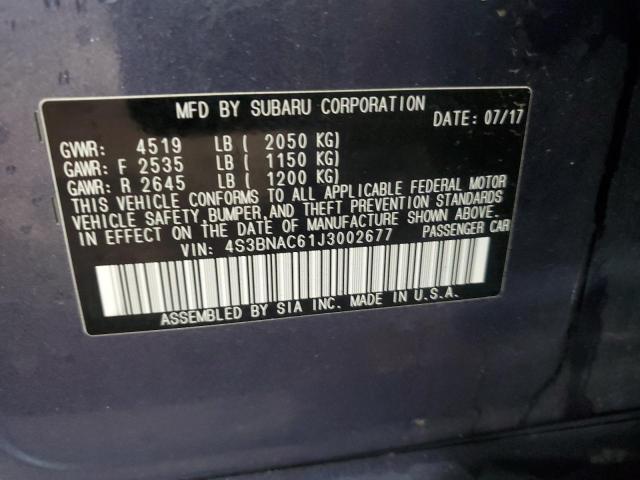 MFD BY SUBARU CORPORATION DATE: 07/17
GVWR: 4519 LB ( 2050 KG)
GAWR: F 2535 LB ( 1150 KG)
GAWR: R 2645 LB ( 1200 KG)
THIS VEHICLE CONFORMS TO ALL APPLICABLE FEDERAL MOTOR
VEHICLE SAFETY, BUMPER, AND THEFT PREVENTION STANDARDS
IN EFFECT ON THE DATE OF MANUFACTURE SHOWN ABOVE.
VIN: 4S3BNAC61J3002677 PASSENGER CAR
ASSEMBLED BY SIA INC. MADE IN U.S.A.